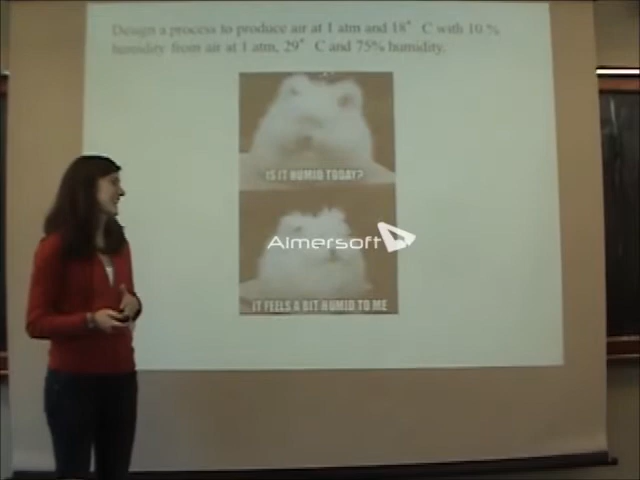 Design a process to produce air at 1 atm and 18° C with 10 %
humidity from air at 1 atm, 29° C and 75% humidity.
IS IT HUMID TODAY?
Aimersoft
IT FEELS A BIT HUMID TO ME